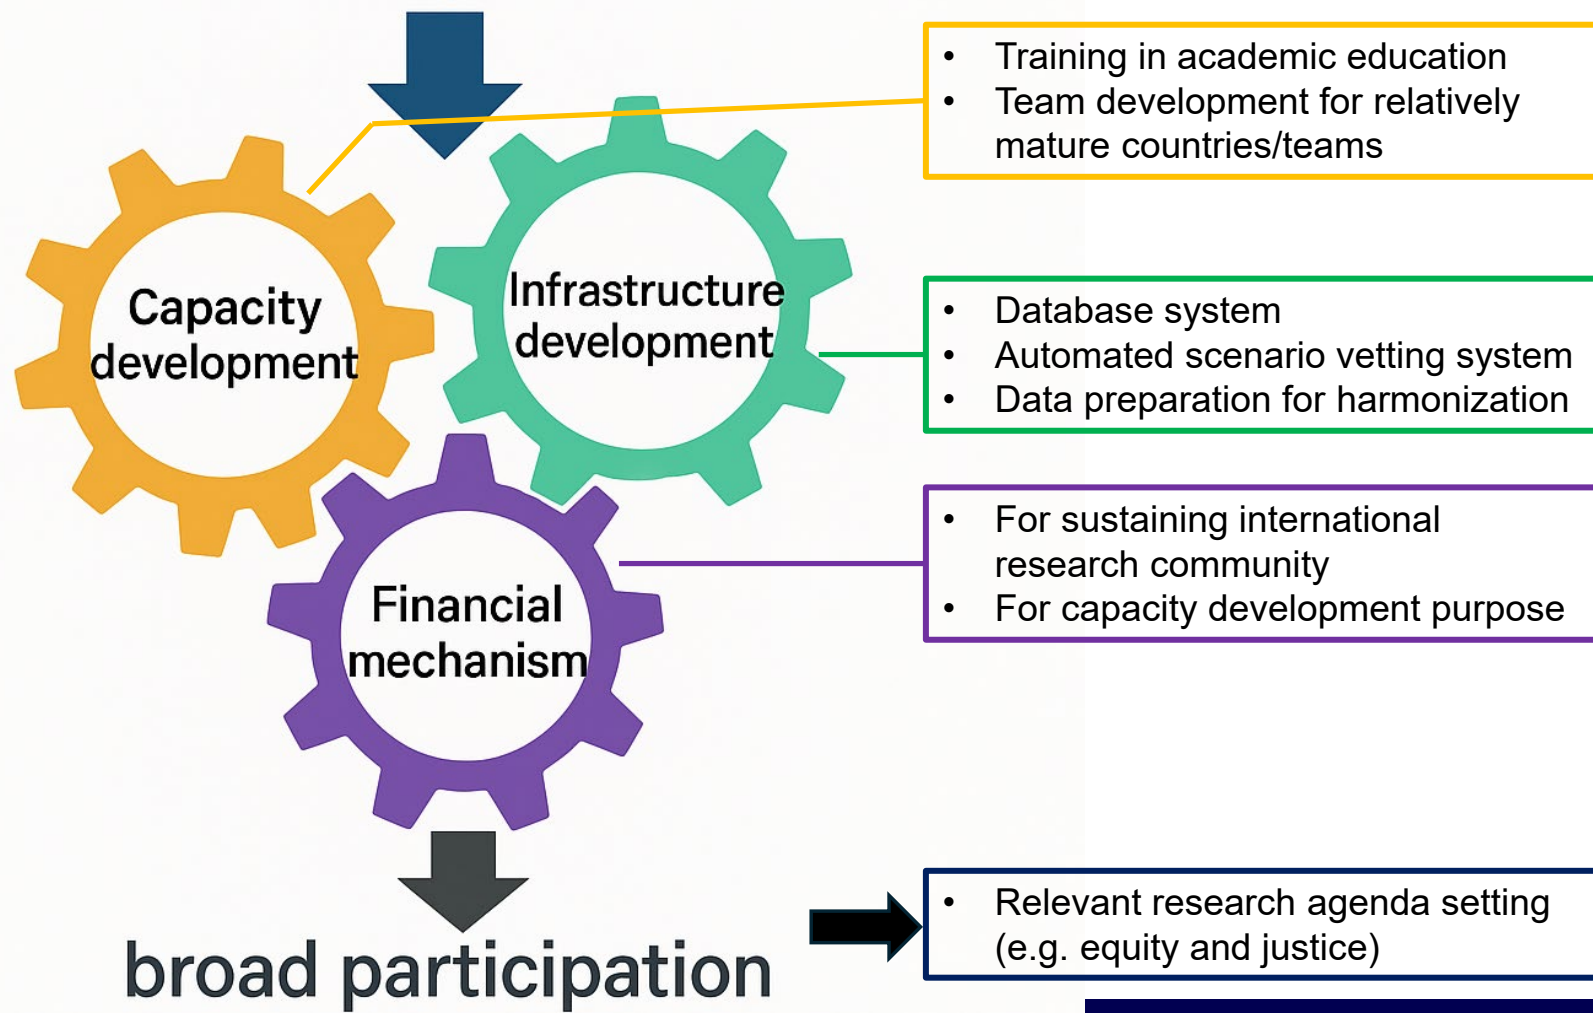 Capacity
development
Infrastructure
development
Financial
mechanism
broad participation
• Training in academic education
• Team development for relatively
mature countries/teams
• Database system
• Automated scenario vetting system
• Data preparation for harmonization
• For sustaining international
research community
• For capacity development purpose
• Relevant research agenda setting
(e.g. equity and justice)